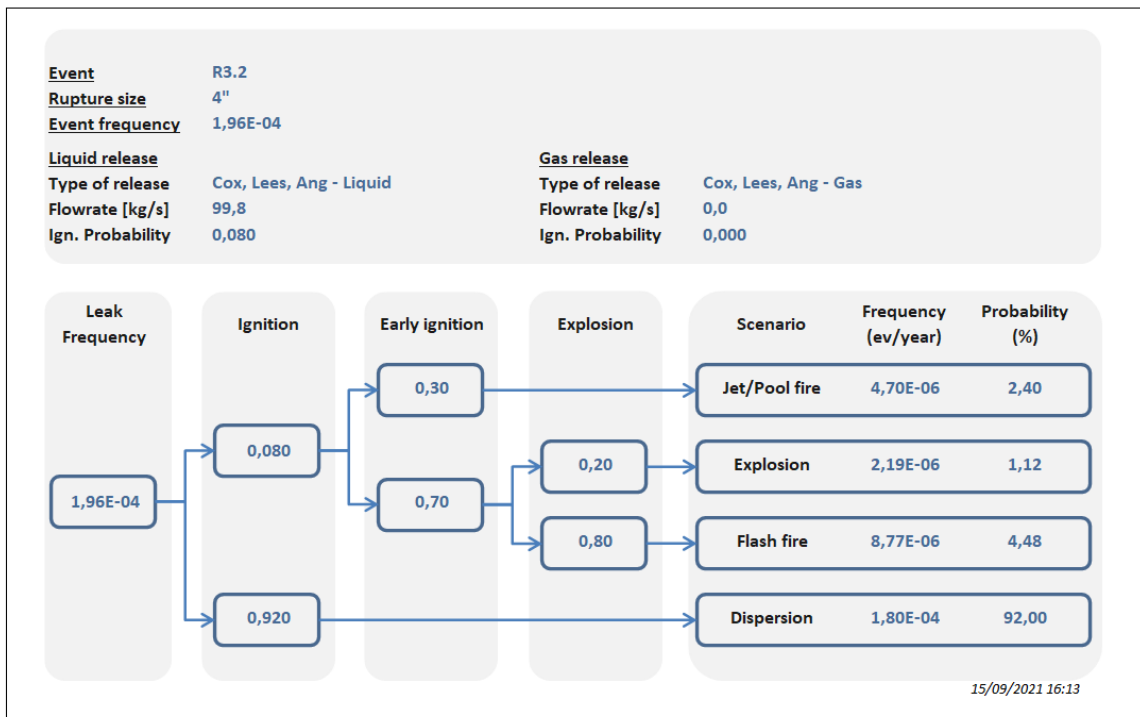 Event R3.2
Rupture size 4"
Event frequency 1,96E-04
Liquid release Gas release
Type of release Cox, Lees, Ang - Liquid Type of release Cox, Lees, Ang - Gas
Flowrate [kg/s] 99,8 Flowrate [kg/s] 0,0
Ign. Probability 0,080 Ign. Probability 0,000
Leak Frequency Ignition Early ignition Explosion Scenario Frequency (ev/year) Probability (%)
0,30 Jet/Pool fire 4,70E-06 2,40
0,080
0,20 Explosion 2,19E-06 1,12
1,96E-04 0,70
0,80 Flash fire 8,77E-06 4,48
0,920 Dispersion 1,80E-04 92,00
15/09/2021 16:13